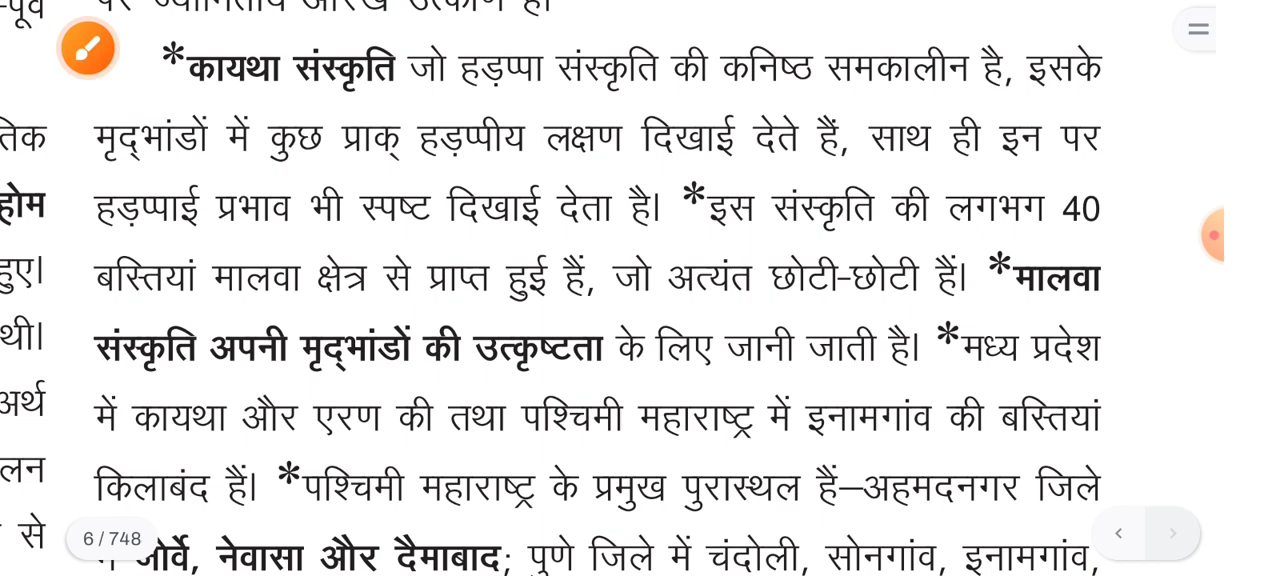 *कायथा संस्कृति जो हड़प्पा संस्कृति की कनिष्ठ समकालीन है, इसके
मृद्भांडों में कुछ प्राक् हड़प्पीय लक्षण दिखाई देते हैं, साथ ही इन पर
हड़प्पाई प्रभाव भी स्पष्ट दिखाई देता है। *इस संस्कृति की लगभग 40
बस्तियां मालवा क्षेत्र से प्राप्त हुई हैं, जो अत्यंत छोटी-छोटी हैं। *मालवा
संस्कृति अपनी मृद्भांडों की उत्कृष्टता के लिए जानी जाती है। *मध्य प्रदेश
में कायथा और एरण की तथा पश्चिमी महाराष्ट्र में इनामगांव की बस्तियां
किलाबंद हैं। *पश्चिमी महाराष्ट्र के प्रमुख पुरास्थल हैं–अहमदनगर जिले
नेवासा और दैमाबाद; पुणे जिले में चंदोली, सोनगांव, इनामगांव,
6 / 748